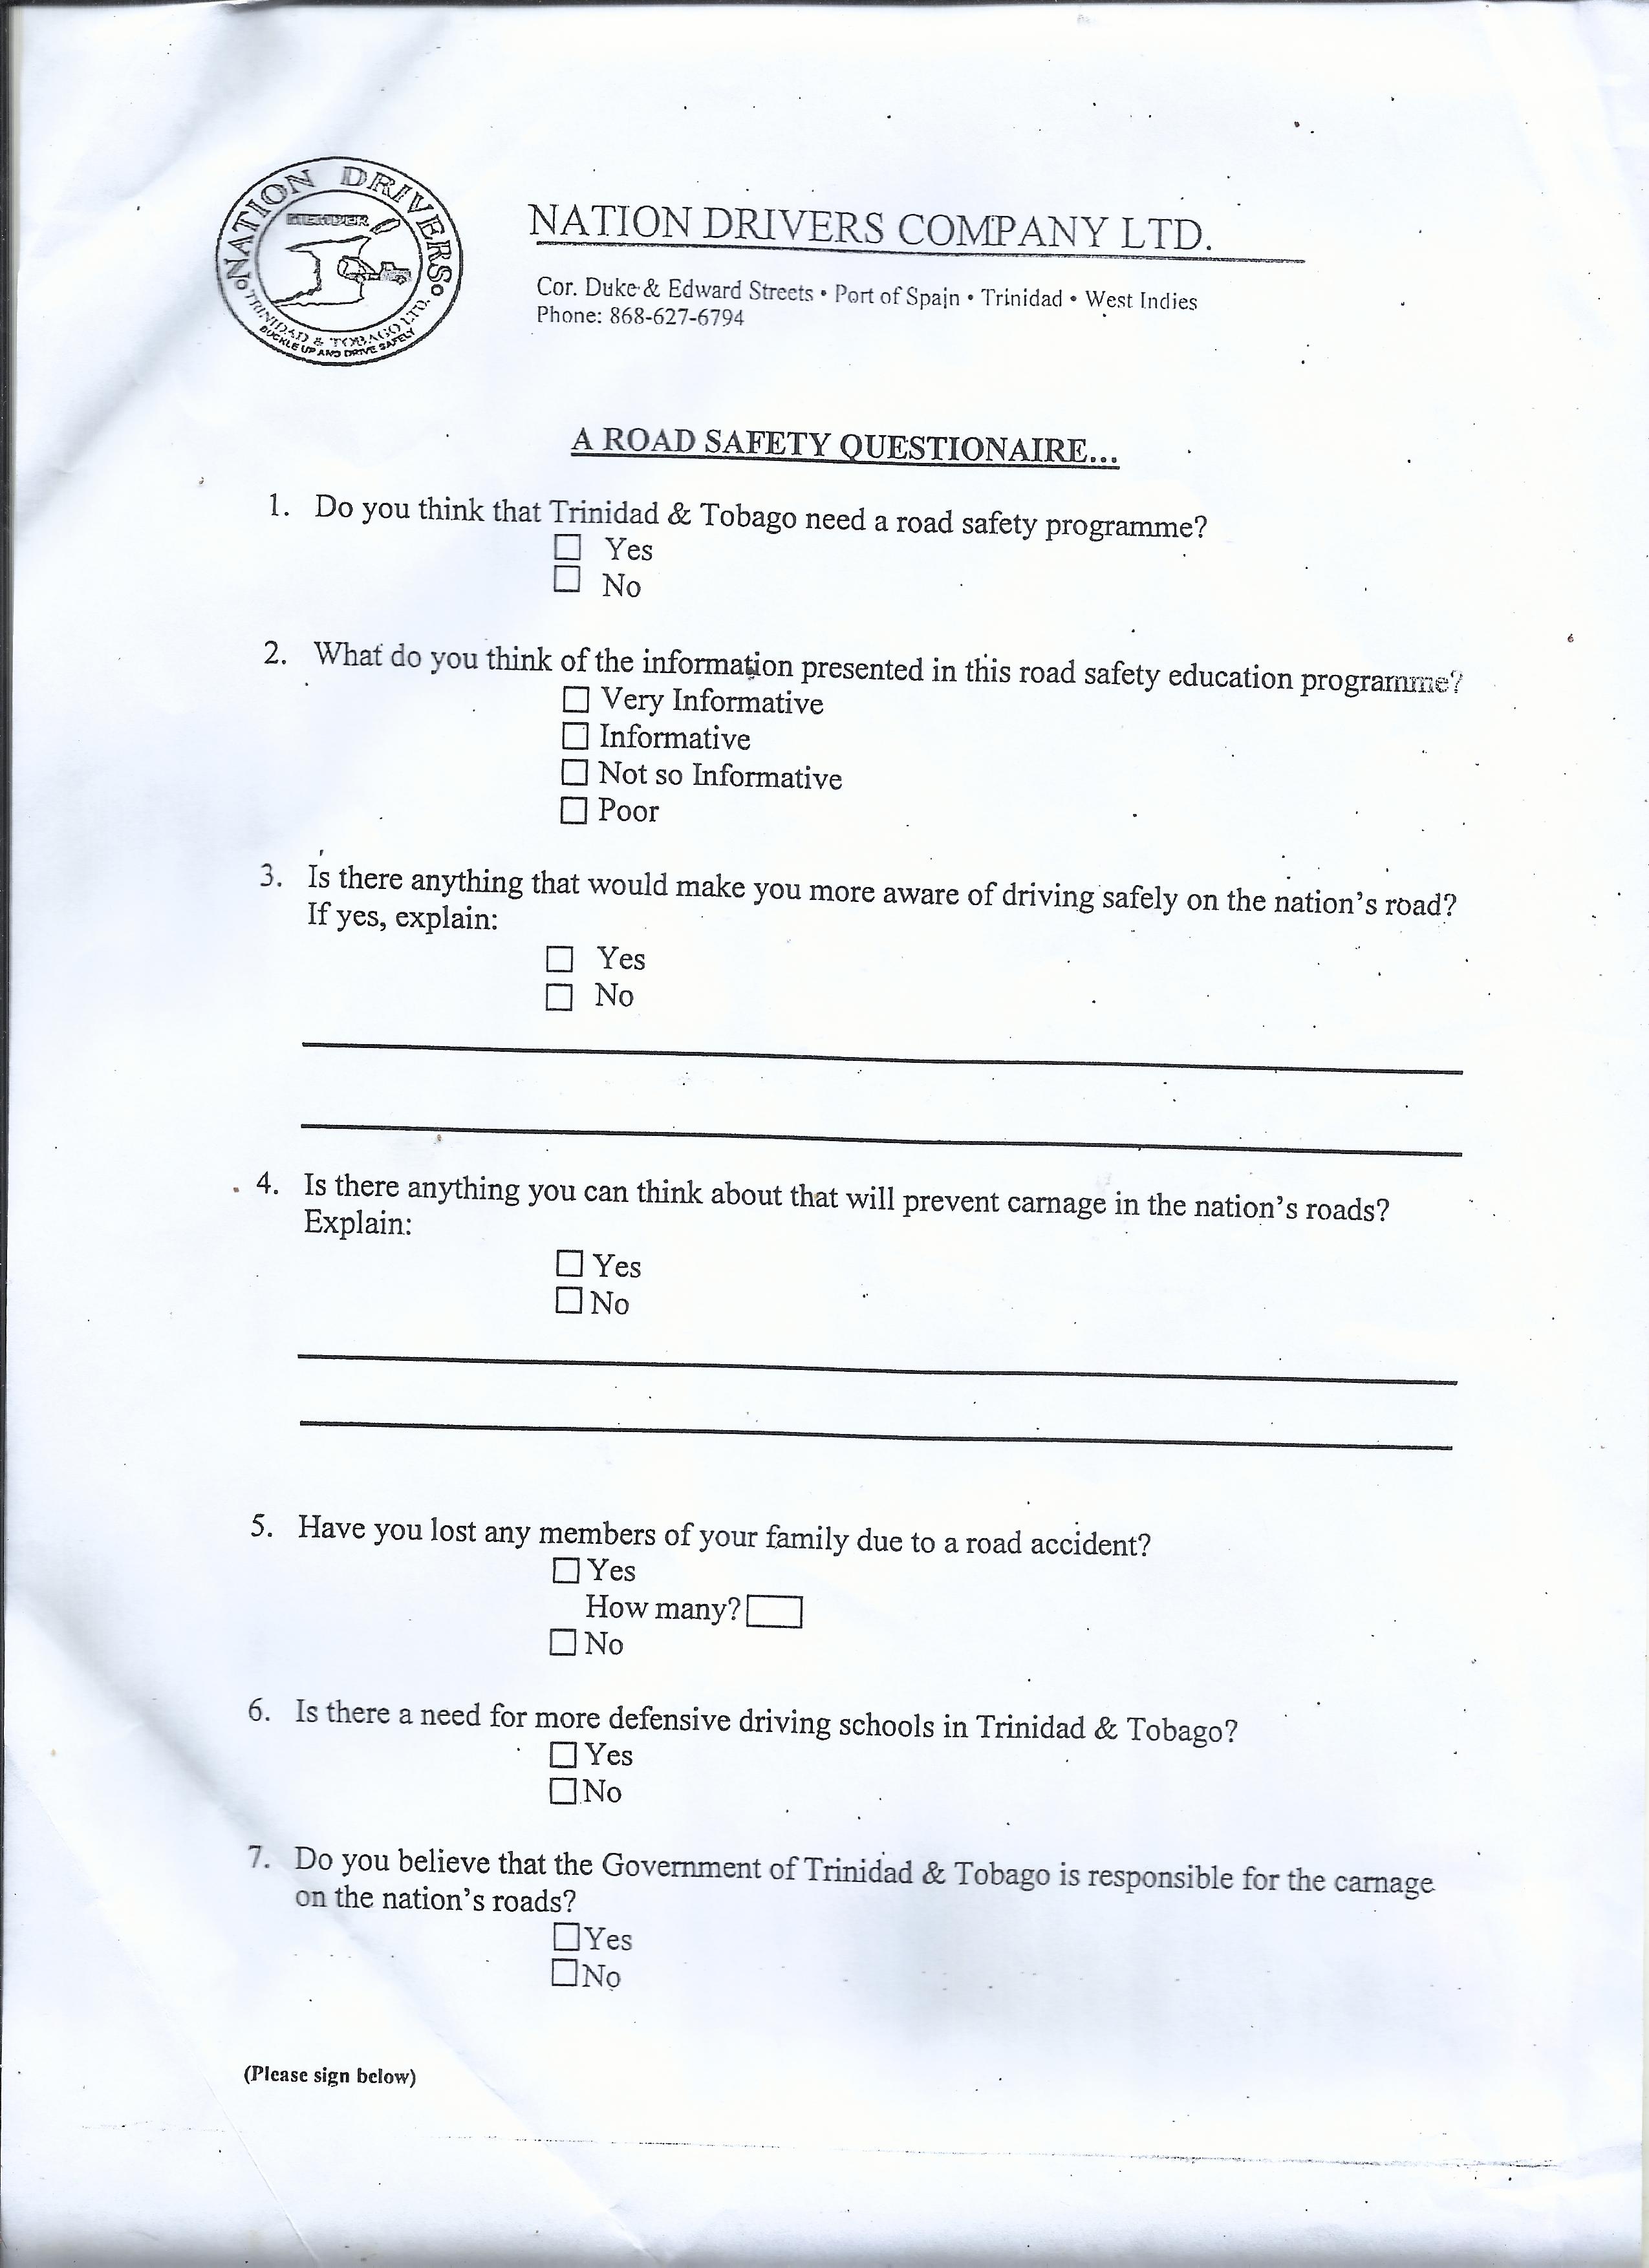 NATION DRIVERS
MEMBER
TRINIDAD & TOBAGO LTD.
BUCKLE UP AND DRIVE SAFELY
NATION DRIVERS COMPANY LTD.
Cor. Duke & Edward Streets • Port of Spain • Trinidad • West Indies
Phone: 868-627-6794
A ROAD SAFETY QUESTIONAIRE...
1. Do you think that Trinidad & Tobago need a road safety programme?
☐ Yes
☐ No
2. What do you think of the information presented in this road safety education programme?
☐ Very Informative
☐ Informative
☐ Not so Informative
☐ Poor
3. Is there anything that would make you more aware of driving safely on the nation's road?
If yes, explain:
☐ Yes
☐ No
4. Is there anything you can think about that will prevent carnage in the nation's roads?
Explain:
☐ Yes
☐ No
5. Have you lost any members of your family due to a road accident?
☐ Yes
How many?
☐ No
6. Is there a need for more defensive driving schools in Trinidad & Tobago?
☐ Yes
☐ No
7. Do you believe that the Government of Trinidad & Tobago is responsible for the carnage
on the nation's roads?
☐ Yes
☐ No
(Please sign below)